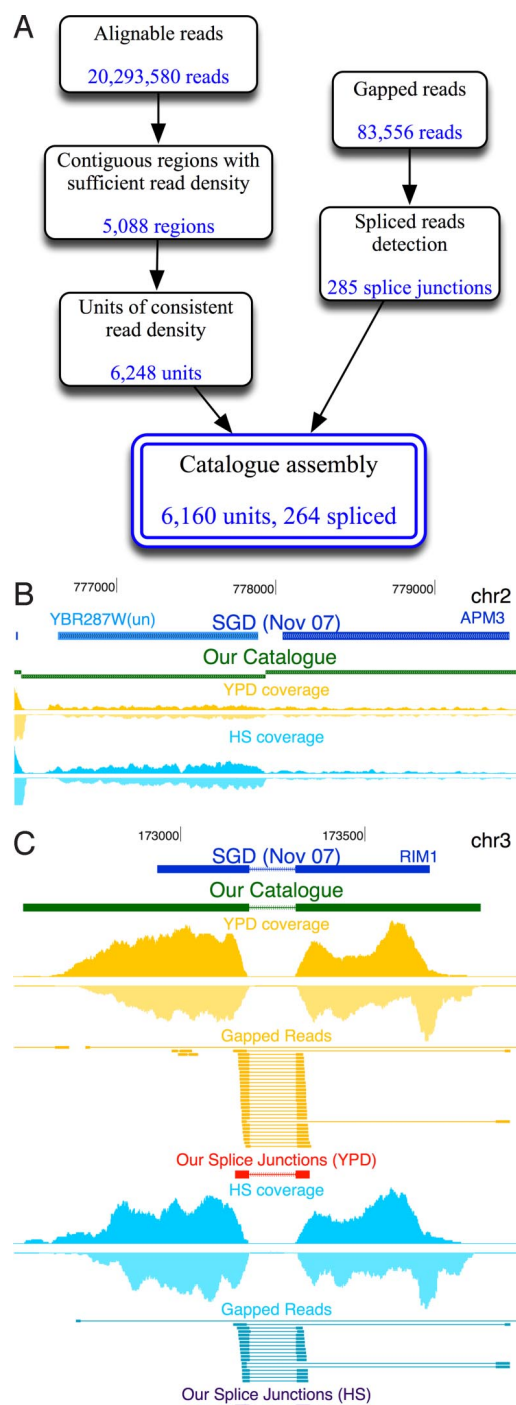 A
Alignable reads
20,293,580 reads
Gapped reads
83,556 reads
Contiguous regions with
sufficient read density
5,088 regions
Spliced reads
detection
285 splice junctions
Units of consistent
read density
6,248 units
Catalogue assembly
6,160 units, 264 spliced
B
777000 778000 779000 chr2
YBR287W(un) SGD (Nov 07) APM3
Our Catalogue
YPD coverage
HS coverage
C
173000 173500 chr3
SGD (Nov 07) RIM1
Our Catalogue
YPD coverage
Gapped Reads
Our Splice Junctions (YPD)
HS coverage
Gapped Reads
Our Splice Junctions (HS)